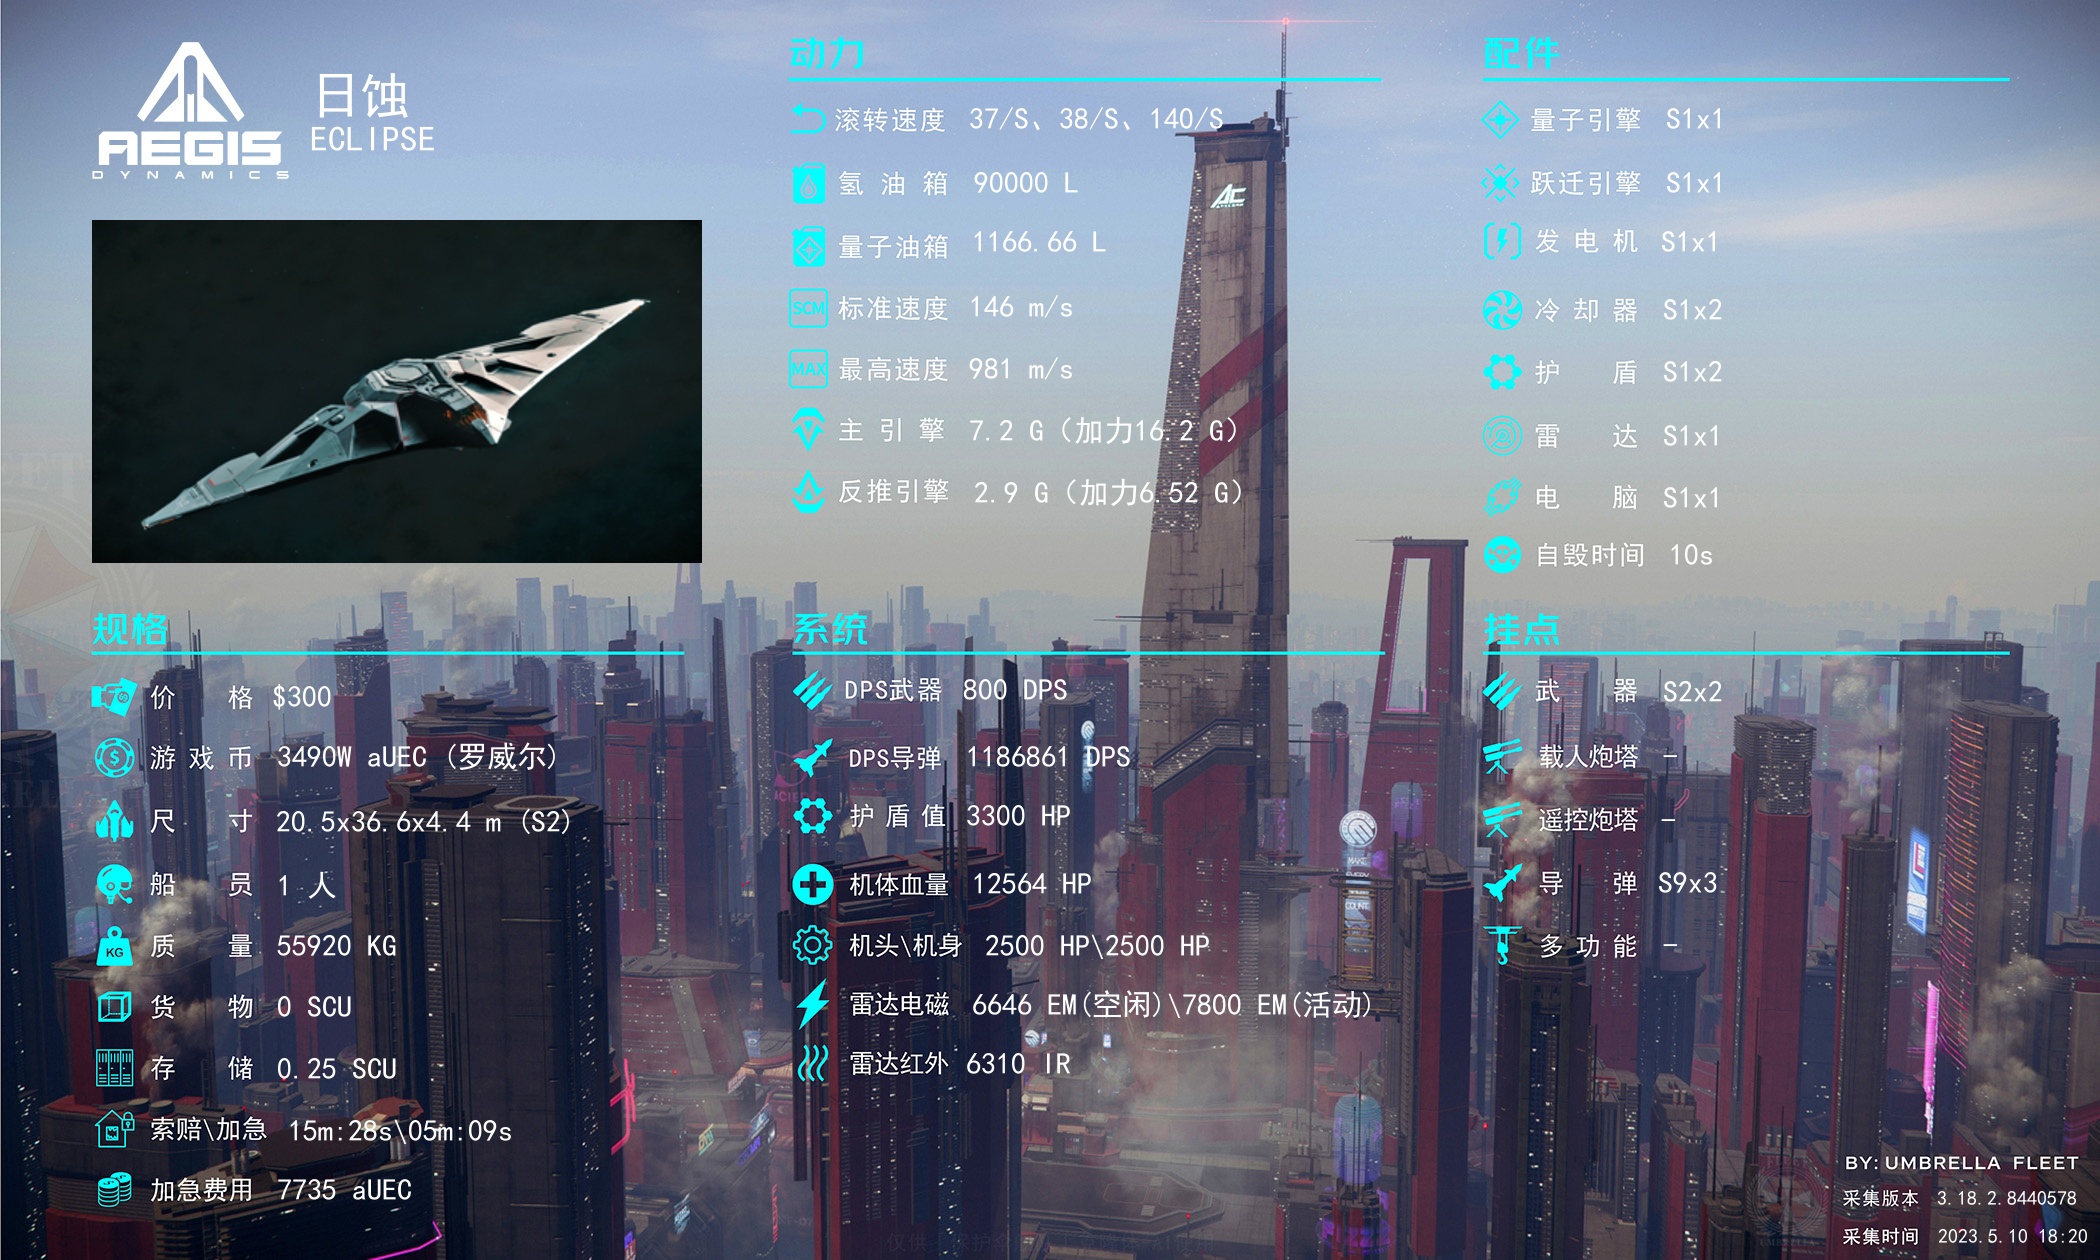 AEGIS
DYNAMICS
日蚀
ECLIPSE
动力
滚转速度 37/S、38/S、140/S
氢油箱 90000 L
量子油箱 1166.66 L
SCM 标准速度 146 m/s
MAX 最高速度 981 m/s
主引擎 7.2 G（加力16.2 G）
反推引擎 2.9 G（加力6.52 G）
配件
量子引擎 S1x1
跃迁引擎 S1x1
发电机 S1x1
冷却器 S1x2
护盾 S1x2
雷达 S1x1
电脑 S1x1
自毁时间 10s
规格
价格 $300
游戏币 3490W aUEC (罗威尔)
尺寸 20.5x36.6x4.4 m (S2)
船员 1 人
KG 质量 55920 KG
货物 0 SCU
存储 0.25 SCU
索赔\加急 15m:28s\05m:09s
加急费用 7735 aUEC
系统
DPS武器 800 DPS
DPS导弹 1186861 DPS
护盾值 3300 HP
机体血量 12564 HP
机头\机身 2500 HP\2500 HP
雷达电磁 6646 EM(空闲)\7800 EM(活动)
雷达红外 6310 IR
挂点
武器 S2x2
载人炮塔 -
遥控炮塔 -
导弹 S9x3
多功能 -
AC
MAKE
EVERY
COUNT
BY: UMBRELLA FLEET
采集版本 3.18.2.8440578
采集时间 2023.5.10 18:20